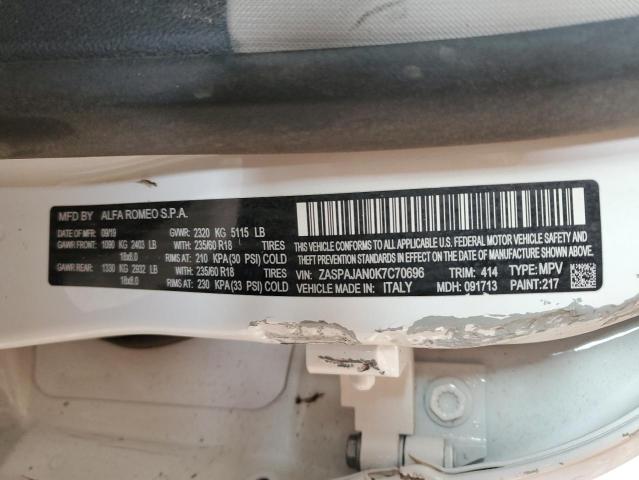 MFD BY ALFA ROMEO S.P.A.
DATE OF MFR: 09/19 GVWR: 2320 KG 5115 LB
GAWR FRONT: 1090 KG 2403 LB WITH: 235/60 R18 TIRES
18x8.0 RIMS AT: 210 KPA (30 PSI) COLD
GAWR REAR: 1330 KG 2932 LB WITH: 235/60 R18 TIRES
18x8.0 RIMS AT: 230 KPA (33 PSI) COLD
THIS VEHICLE CONFORMS TO ALL APPLICABLE U.S. FEDERAL MOTOR VEHICLE SAFETY, BUMPER, AND
THEFT PREVENTION STANDARDS IN EFFECT ON THE DATE OF MANUFACTURE SHOWN ABOVE.
VIN: ZASPAJAN0K7C70696 TRIM: 414 TYPE: MPV
VEHICLE MADE IN: ITALY MDH: 091713 PAINT: 217